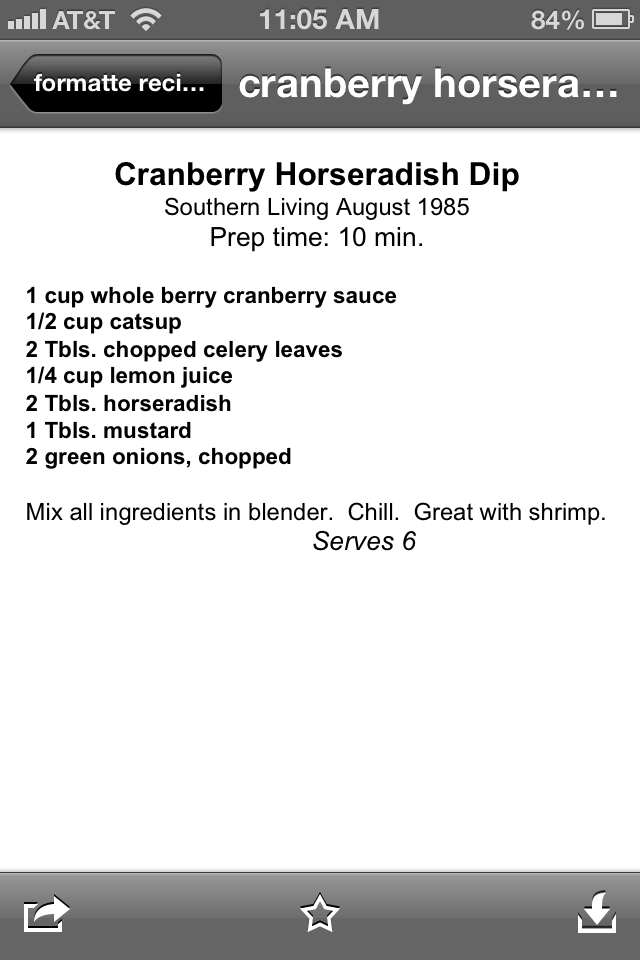 AT&T 11:05 AM 84%
formatte reci... cranberry horsera...
Cranberry Horseradish Dip
Southern Living August 1985
Prep time: 10 min.
1 cup whole berry cranberry sauce
1/2 cup catsup
2 Tbls. chopped celery leaves
1/4 cup lemon juice
2 Tbls. horseradish
1 Tbls. mustard
2 green onions, chopped
Mix all ingredients in blender.  Chill.  Great with shrimp.
Serves 6